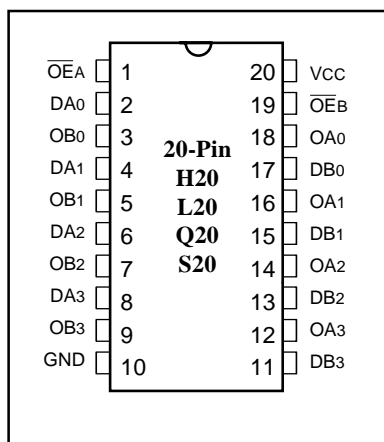 O̅E̅A 1 20 VCC
DA0 2 19 O̅E̅B
OB0 3 18 OA0
DA1 4 17 DB0
OB1 5 16 OA1
DA2 6 15 DB1
OB2 7 14 OA2
DA3 8 13 DB2
OB3 9 12 OA3
GND 10 11 DB3
20-Pin
H20
L20
Q20
S20